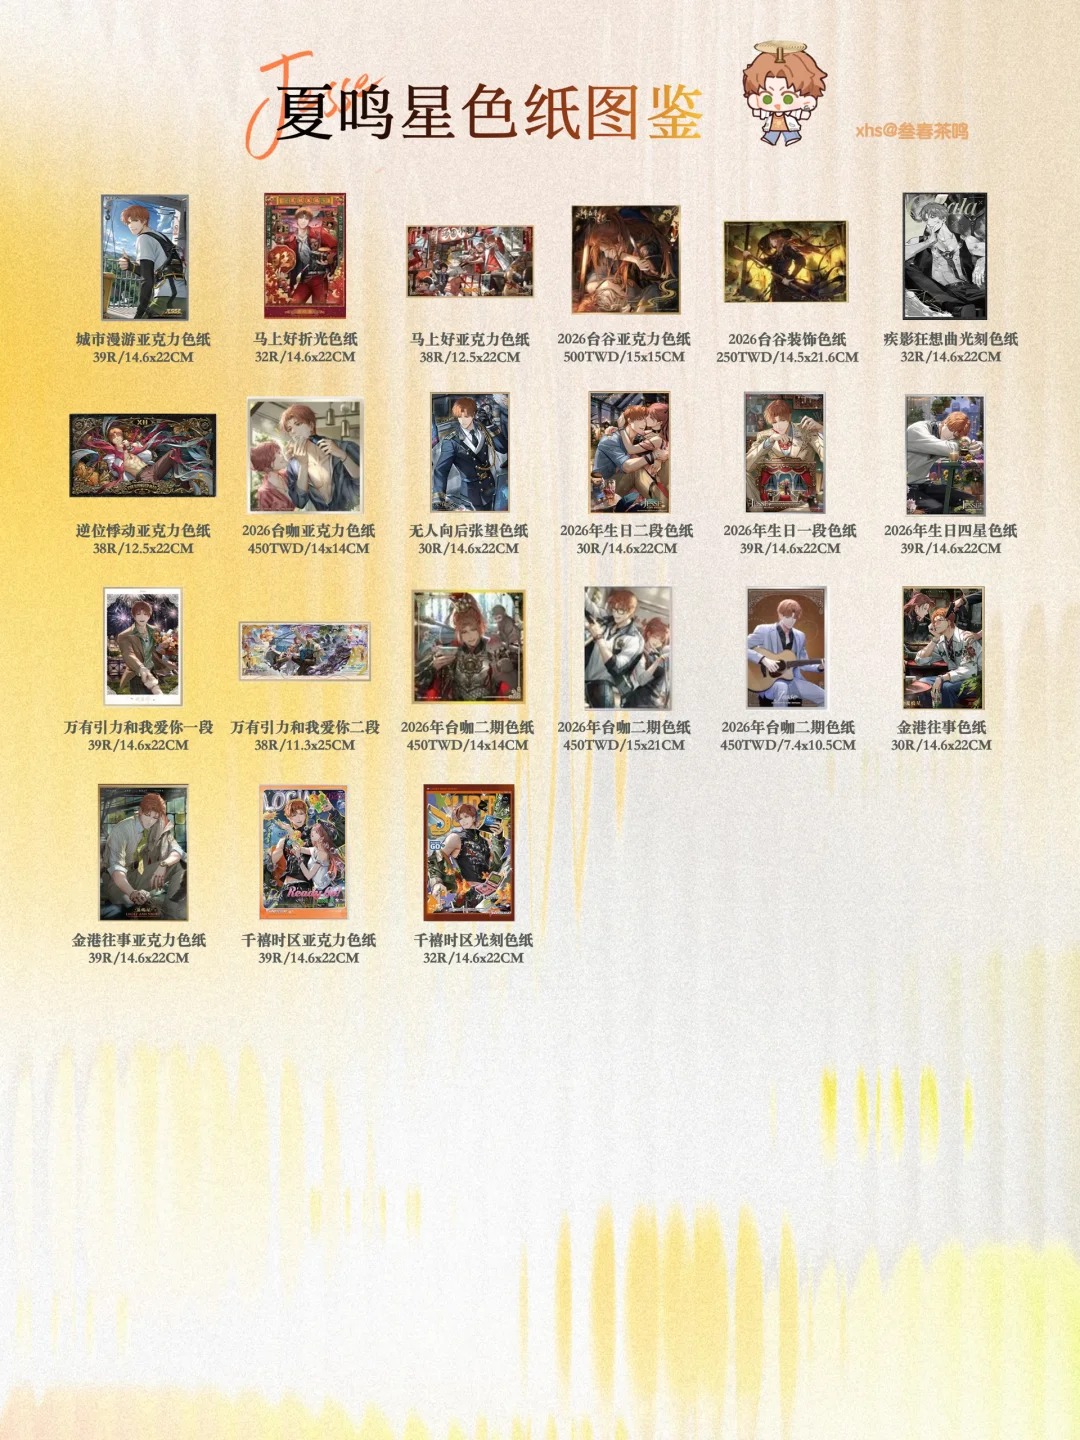 Jesse
夏鸣星色纸图鉴
xhs@叁春茶鸣
城市漫游亚克力色纸
39R/14.6x22CM
马上好折光色纸
32R/14.6x22CM
马上好亚克力色纸
38R/12.5x22CM
2026台谷亚克力色纸
500TWD/15x15CM
2026台谷装饰色纸
250TWD/14.5x21.6CM
疾影狂想曲光刻色纸
32R/14.6x22CM
逆位悸动亚克力色纸
38R/12.5x22CM
2026台咖亚克力色纸
450TWD/14x14CM
无人向后张望色纸
30R/14.6x22CM
2026年生日二段色纸
30R/14.6x22CM
2026年生日一段色纸
39R/14.6x22CM
2026年生日四星色纸
39R/14.6x22CM
万有引力和我爱你一段
39R/14.6x22CM
万有引力和我爱你二段
38R/11.3x25CM
2026年台咖二期色纸
450TWD/14x14CM
2026年台咖二期色纸
450TWD/15x21CM
2026年台咖二期色纸
450TWD/7.4x10.5CM
金港往事色纸
30R/14.6x22CM
金港往事亚克力色纸
39R/14.6x22CM
千禧时区亚克力色纸
39R/14.6x22CM
千禧时区光刻色纸
32R/14.6x22CM